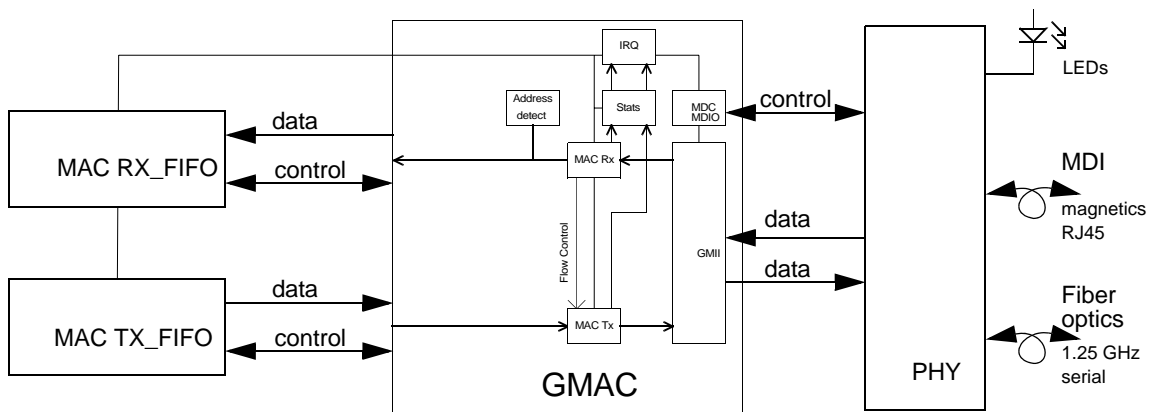 IRQ
LEDs
Address
detect
Stats
MDC
MDIO
control
data
MAC RX_FIFO
control
MAC Rx
MDI
magnetics
RJ45
data
GMII
Flow Control
data
data
MAC TX_FIFO
control
MAC Tx
Fiber
optics
1.25 GHz
serial
GMAC
PHY